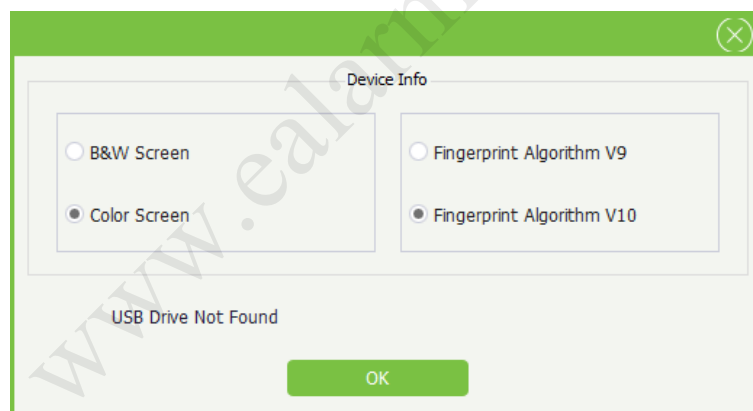 Device Info
B&W Screen
Fingerprint Algorithm V9
Color Screen
Fingerprint Algorithm V10
USB Drive Not Found
OK
www.ealarm